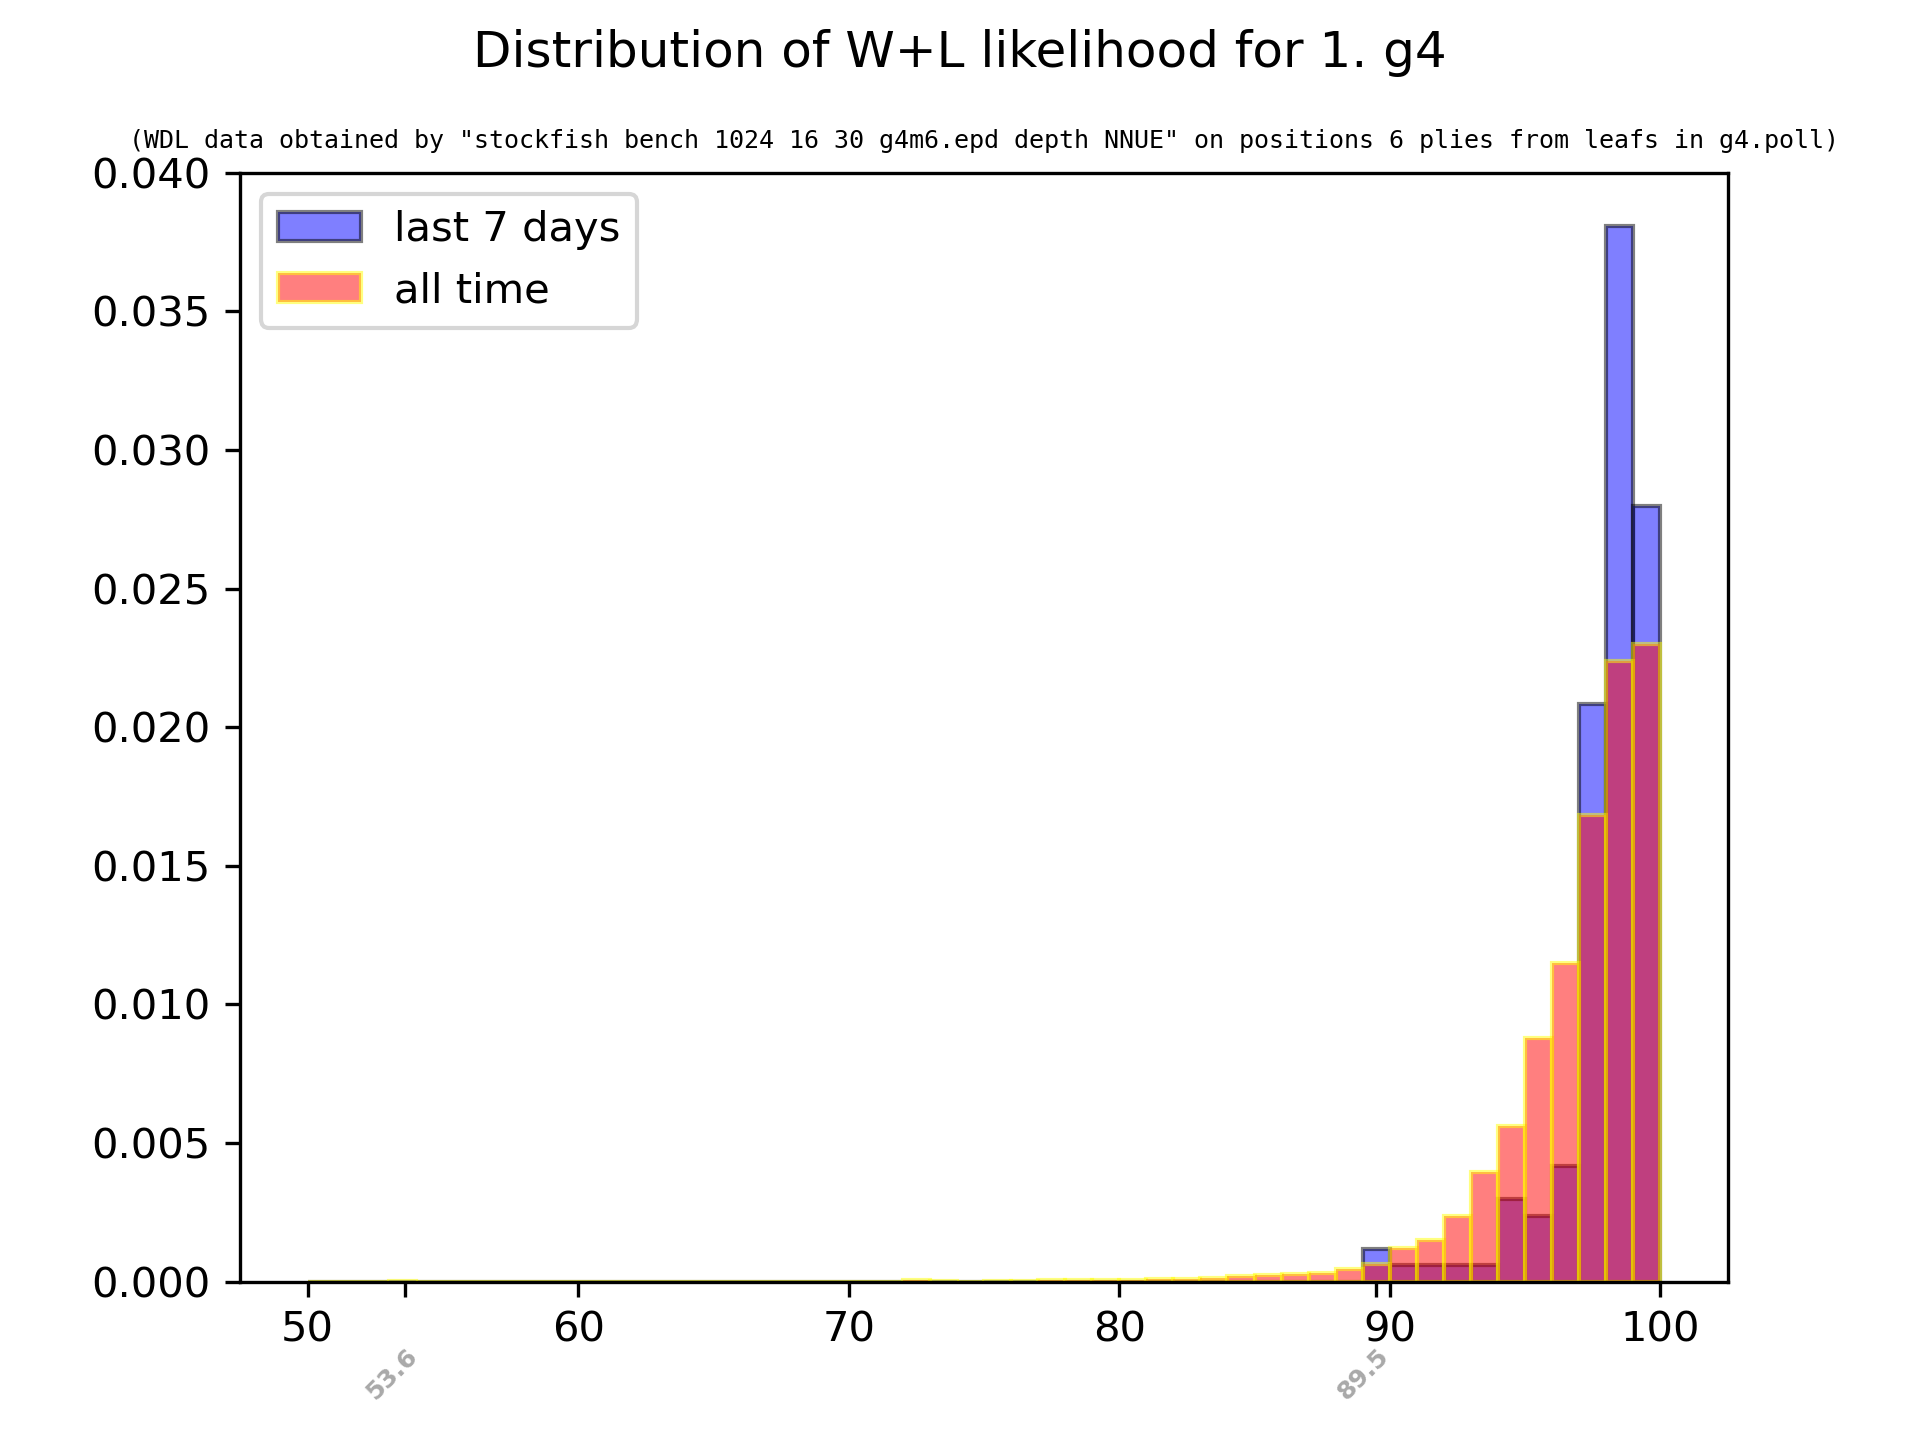 Distribution of W+L likelihood for 1. g4
(WDL data obtained by "stockfish bench 1024 16 30 g4m6.epd depth NNUE" on positions 6 plies from leafs in g4.poll)
last 7 days
all time
0.040
0.035
0.030
0.025
0.020
0.015
0.010
0.005
0.000
50 60 70 80 90 100
53.6 89.5